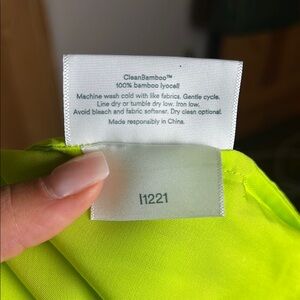 CleanBamboo™
100% bamboo lyocell
Machine wash cold with like fabrics. Gentle cycle.
Line dry or tumble dry low. Iron low.
Avoid bleach and fabric softener. Dry clean optional.
Made responsibly in China.
I1221